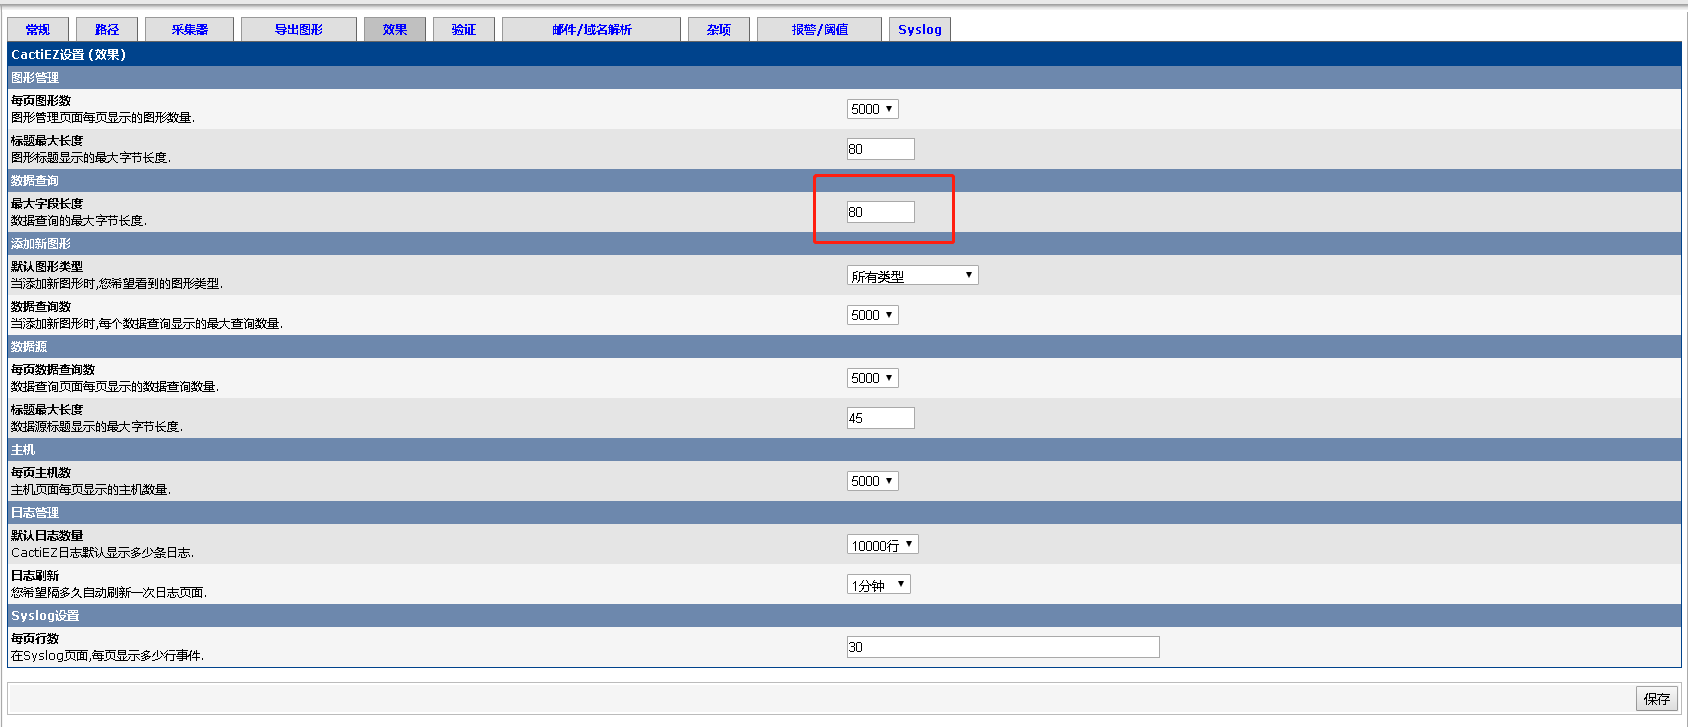 常规 路径 采集器 导出图形 效果 验证 邮件/域名解析 杂项 报警/阈值 Syslog
CactiEZ设置 (效果)
图形管理
每页图形数
图形管理页面每页显示的图形数量.
5000
标题最大长度
图形标题显示的最大字节长度.
80
数据查询
最大字段长度
数据查询的最大字节长度.
80
添加新图形
默认图形类型
当添加新图形时,您希望看到的图形类型.
所有类型
数据查询数
当添加新图形时,每个数据查询显示的最大查询数量.
5000
数据源
每页数据查询数
数据查询页面每页显示的数据查询数量.
5000
标题最大长度
数据源标题显示的最大字节长度.
45
主机
每页主机数
主机页面每页显示的主机数量.
5000
日志管理
默认日志数量
CactiEZ日志默认显示多少条日志.
10000行
日志刷新
您希望隔多久自动刷新一次日志页面.
1分钟
Syslog设置
每页行数
在Syslog页面,每页显示多少行事件.
30
保存